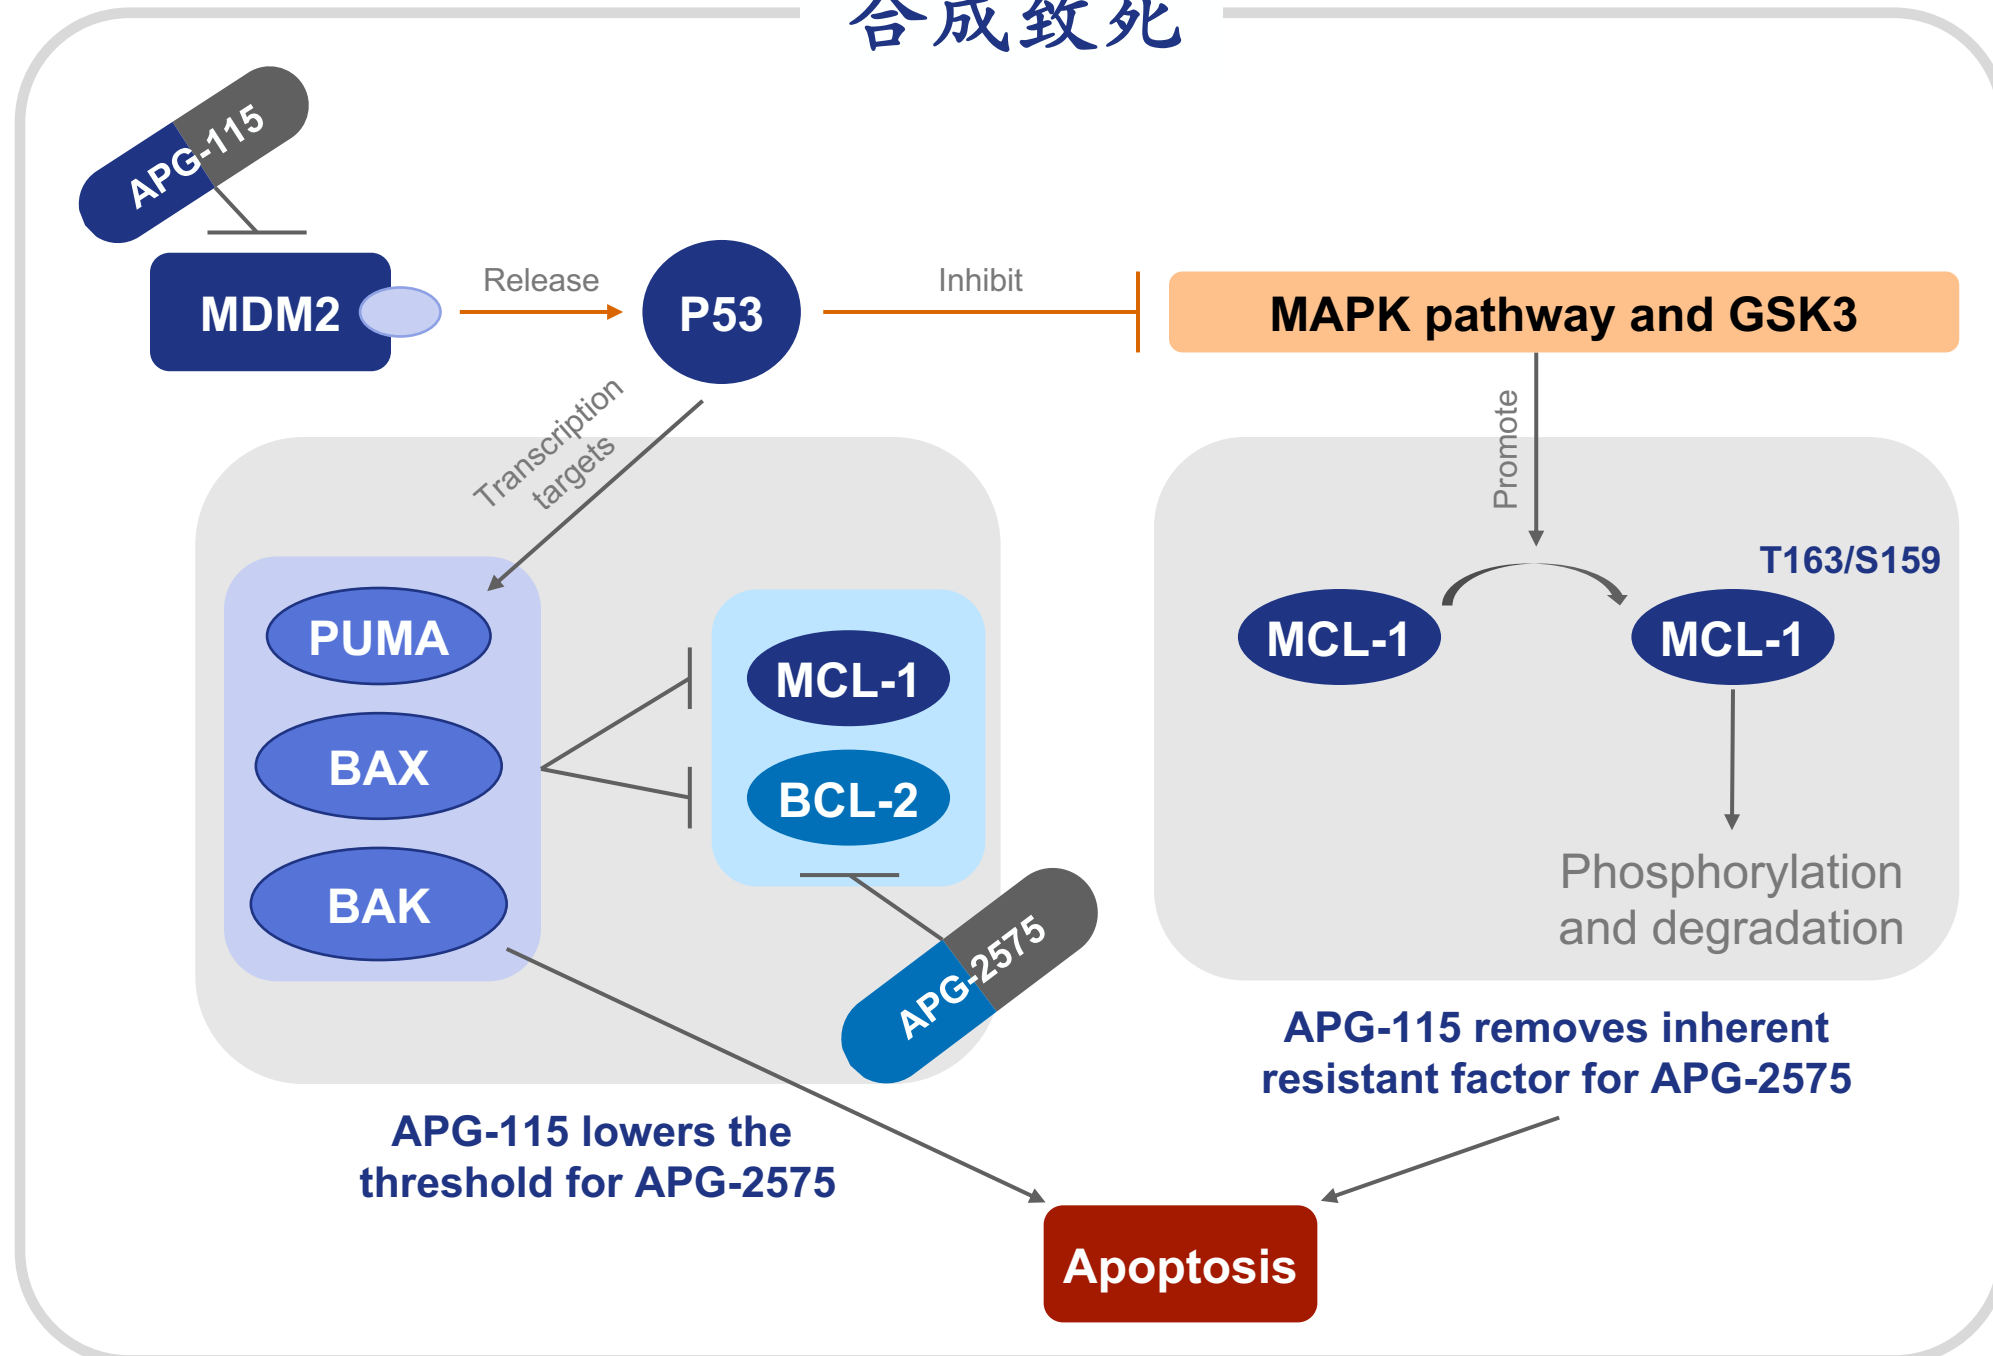 合成致死
APG-115
MDM2
Release
P53
Inhibit
MAPK pathway and GSK3
Transcription
targets
Promote
PUMA
BAX
BAK
MCL-1
BCL-2
APG-2575
T163/S159
MCL-1
MCL-1
Phosphorylation
and degradation
APG-115 lowers the
threshold for APG-2575
APG-115 removes inherent
resistant factor for APG-2575
Apoptosis